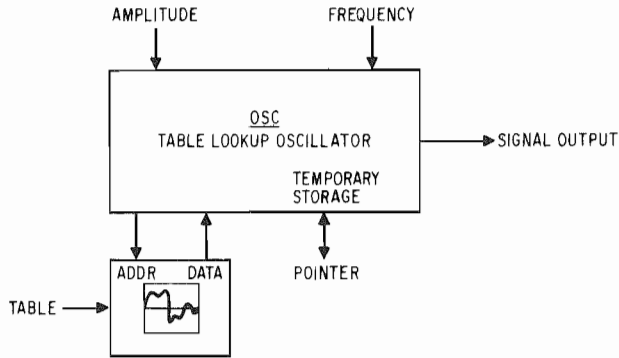 AMPLITUDE
FREQUENCY
OSC
TABLE LOOKUP OSCILLATOR
SIGNAL OUTPUT
TEMPORARY
STORAGE
ADDR DATA
POINTER
TABLE